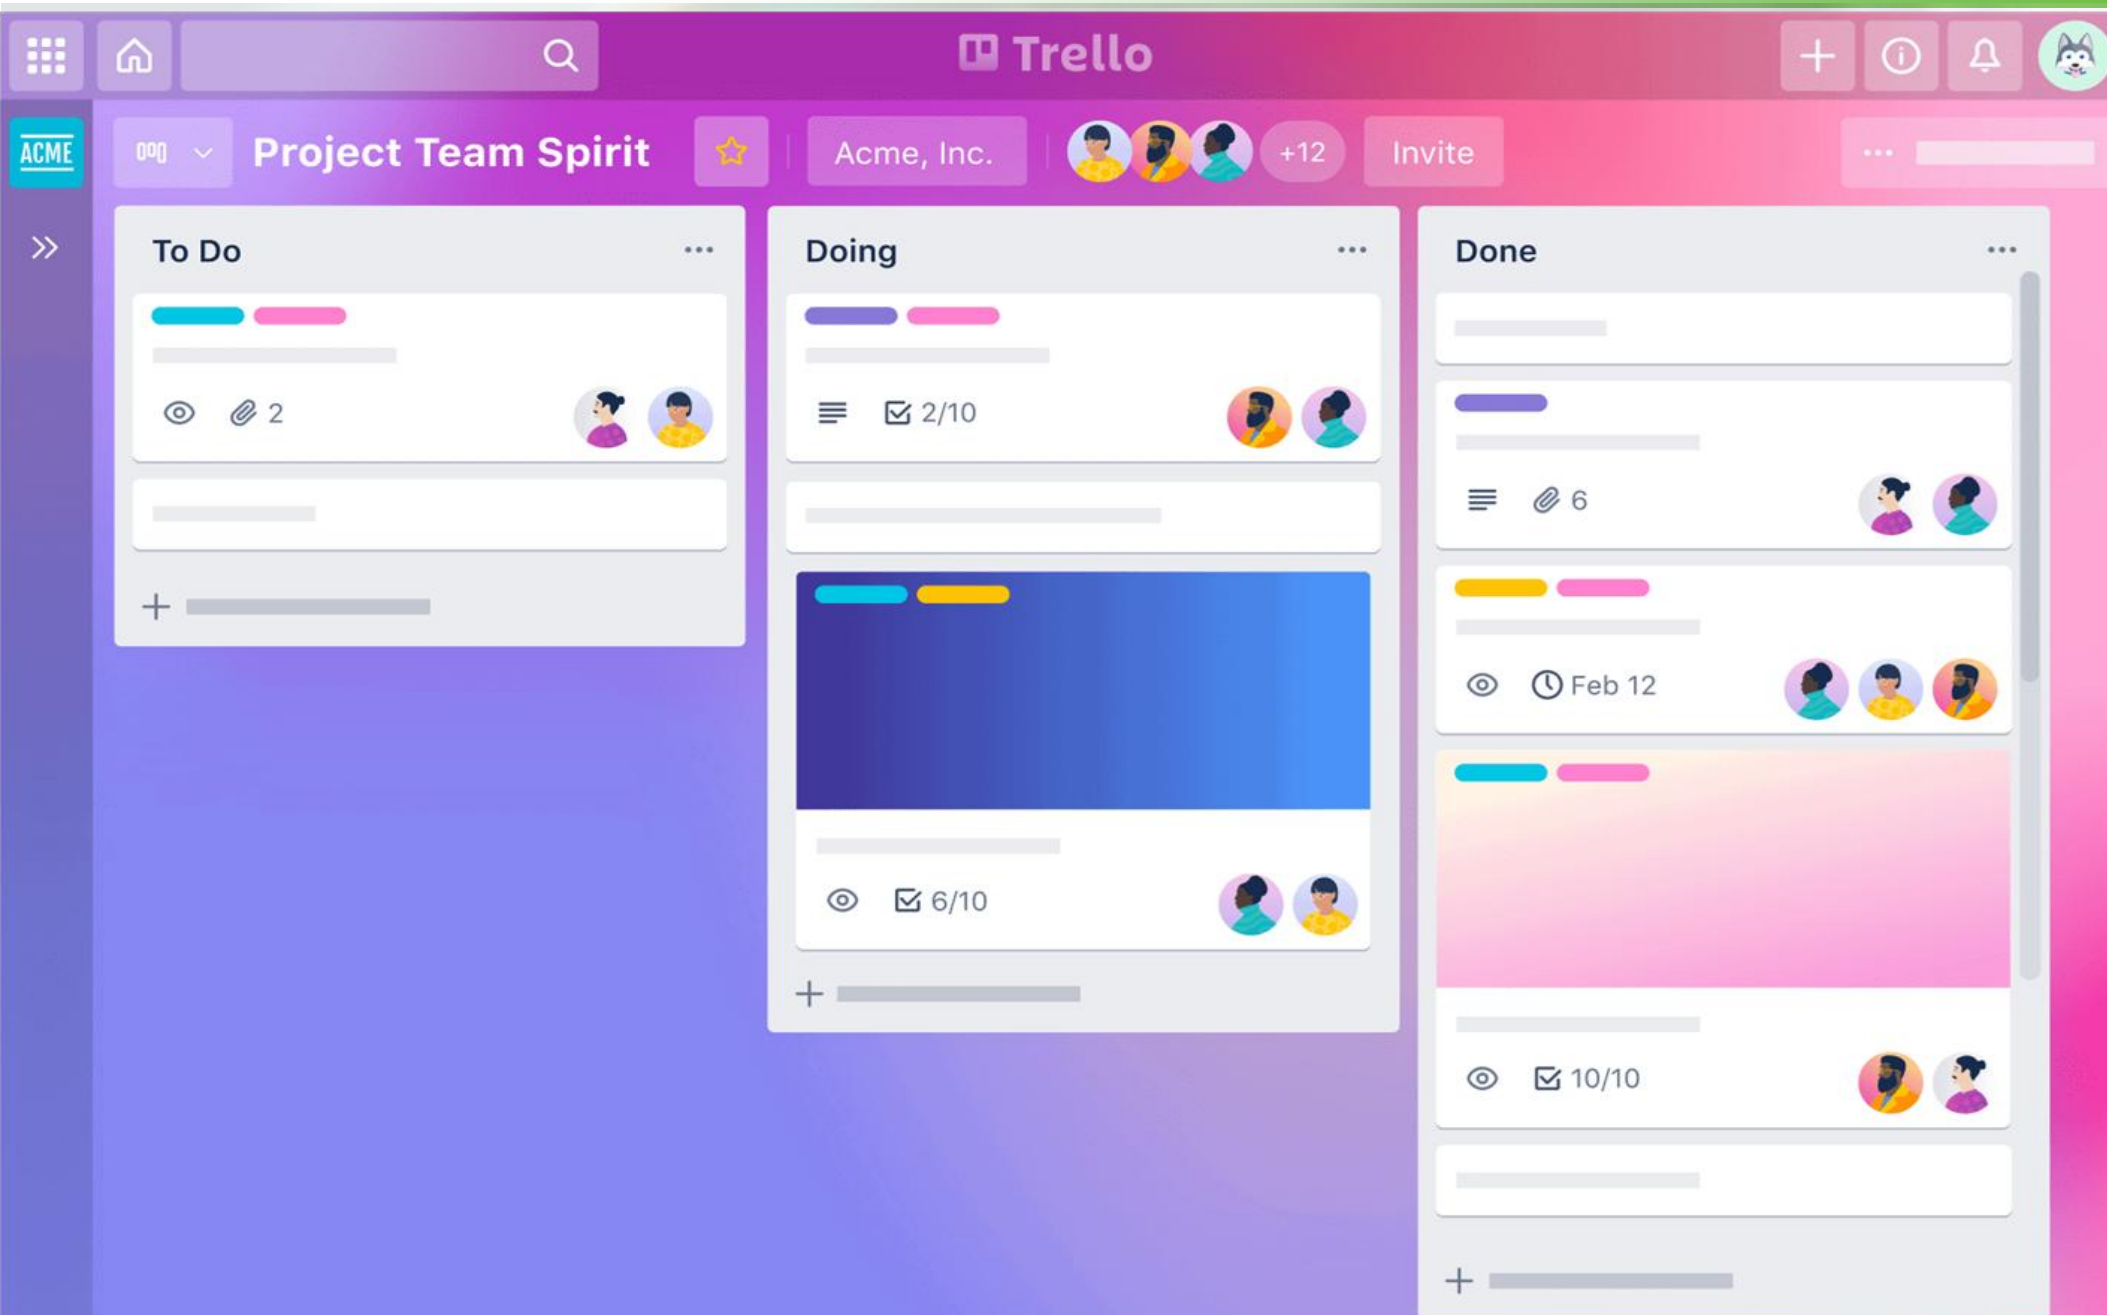 Trello
ACME
Project Team Spirit
Acme, Inc.
+12
Invite
To Do
2
Doing
2/10
6/10
Done
6
Feb 12
10/10